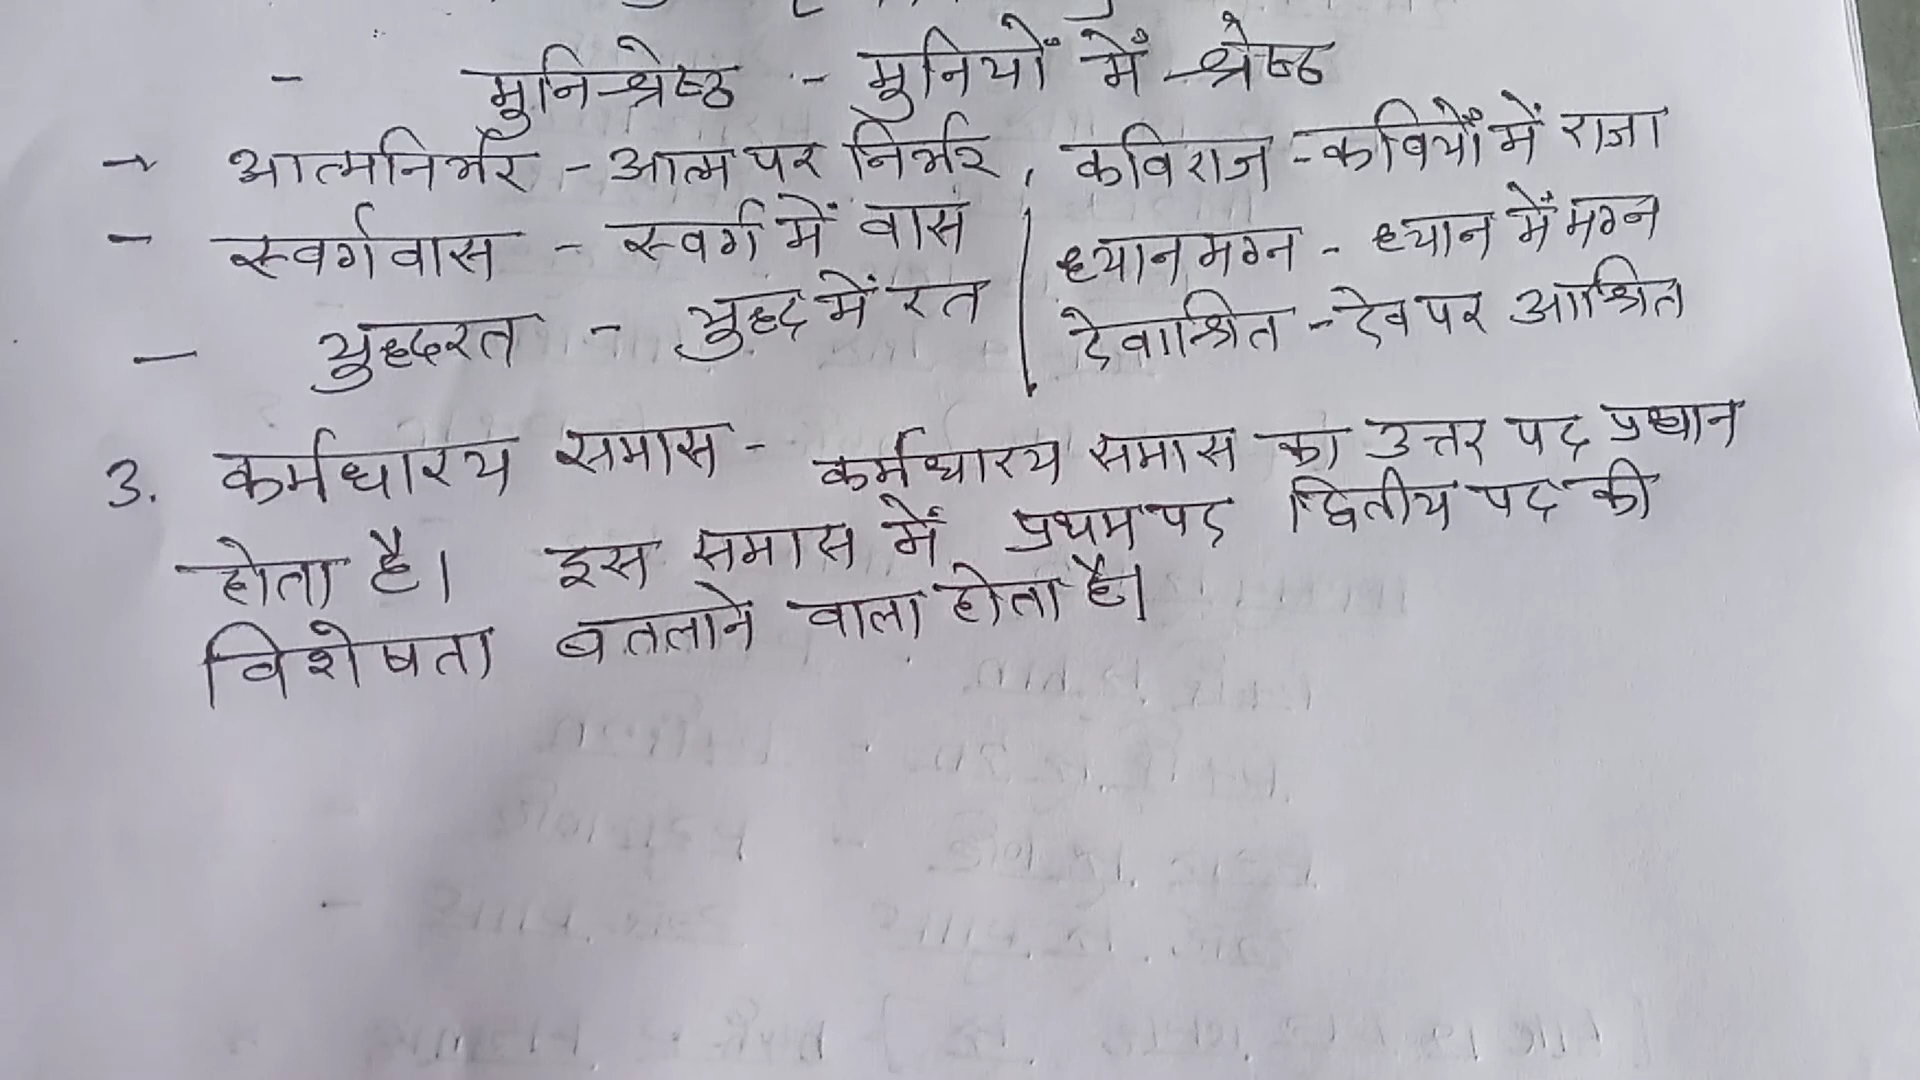 - मुनिश्रेष्ठ - मुनियों में श्रेष्ठ
→ आत्मनिर्भर - आत्म पर निर्भर, कविराज - कवियों में राजा
- स्वर्गवास - स्वर्ग में वास | ध्यानमग्न - ध्यान में मग्न
- युद्धरत - युद्ध में रत | देवाश्रित - देव पर आश्रित
3. कर्मधारय समास - कर्मधारय समास का उत्तर पद प्रधान
होता है। इस समास में प्रथम पद द्वितीय पद की
विशेषता बतलाने वाला होता है।